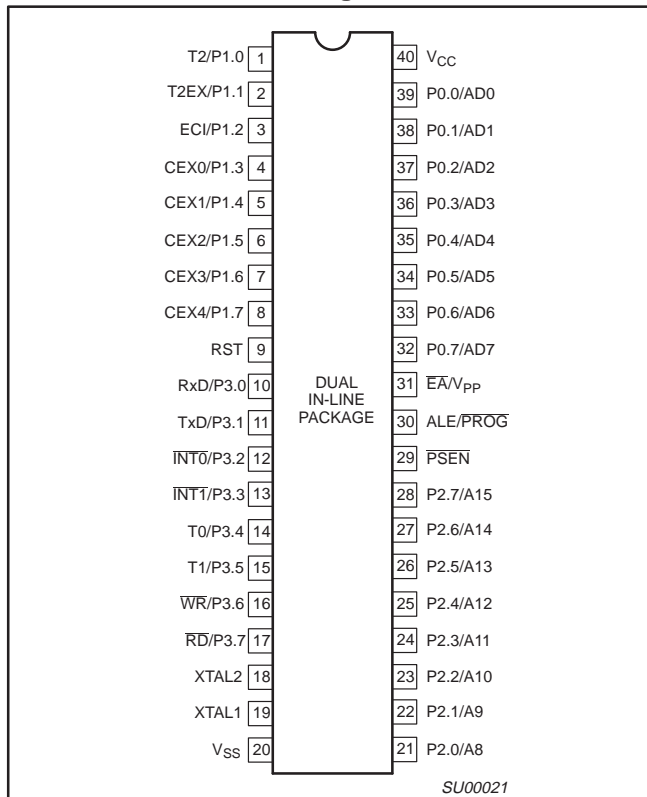 T2/P1.0 1
T2EX/P1.1 2
ECI/P1.2 3
CEX0/P1.3 4
CEX1/P1.4 5
CEX2/P1.5 6
CEX3/P1.6 7
CEX4/P1.7 8
RST 9
RxD/P3.0 10
TxD/P3.1 11
INT0/P3.2 12
INT1/P3.3 13
T0/P3.4 14
T1/P3.5 15
WR/P3.6 16
RD/P3.7 17
XTAL2 18
XTAL1 19
VSS 20
DUAL
IN-LINE
PACKAGE
40 VCC
39 P0.0/AD0
38 P0.1/AD1
37 P0.2/AD2
36 P0.3/AD3
35 P0.4/AD4
34 P0.5/AD5
33 P0.6/AD6
32 P0.7/AD7
31 EA/VPP
30 ALE/PROG
29 PSEN
28 P2.7/A15
27 P2.6/A14
26 P2.5/A13
25 P2.4/A12
24 P2.3/A11
23 P2.2/A10
22 P2.1/A9
21 P2.0/A8
SU00021